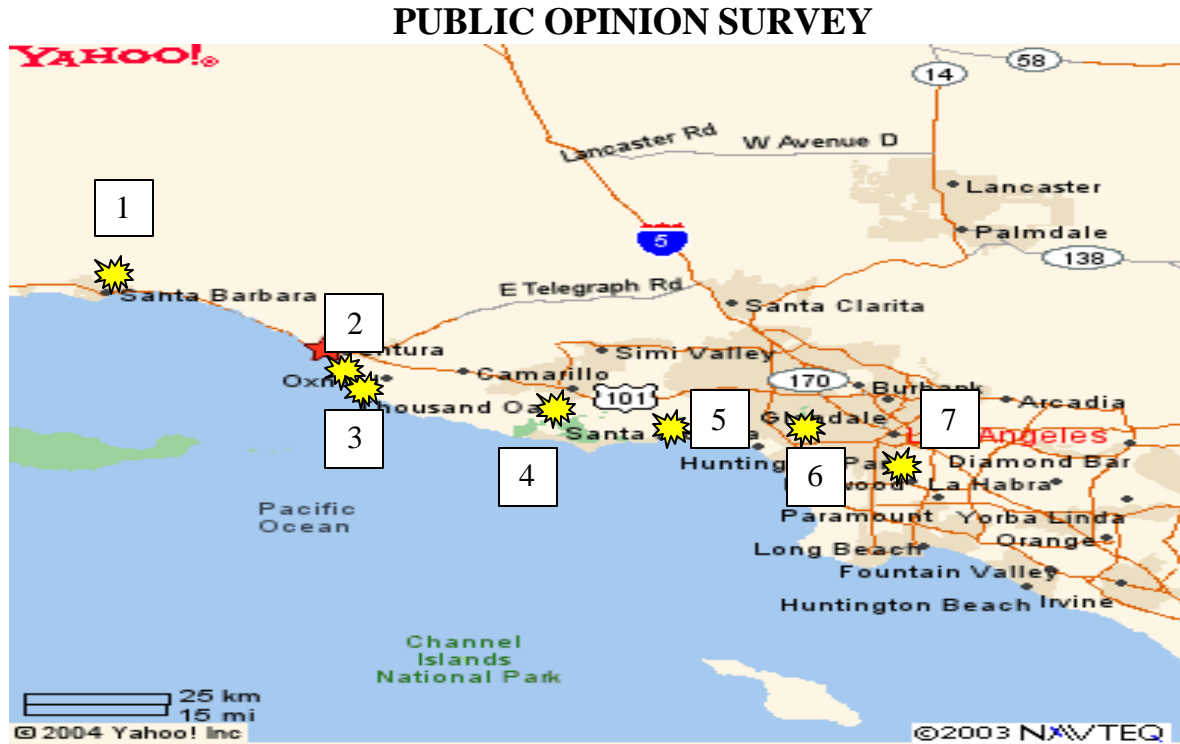 PUBLIC OPINION SURVEY
YAHOO!®
58
14
Lancaster Rd
W Avenue D
Lancaster
1
Palmdale
5
138
E Telegraph Rd
Santa Barbara
Santa Clarita
2
Simi Valley
Camarillo
170
Burbank
101
Arcadia
5
7
Angeles
3
Santa
4
6
Diamond Bar
La Habra
Pacific
Ocean
Paramount
Yorba Linda
Orange
Long Beach
Fountain Valley
Huntington Beach
Irvine
Channel
Islands
National Park
25 km
15 mi
© 2004 Yahoo! Inc
©2003 NAVTEQ